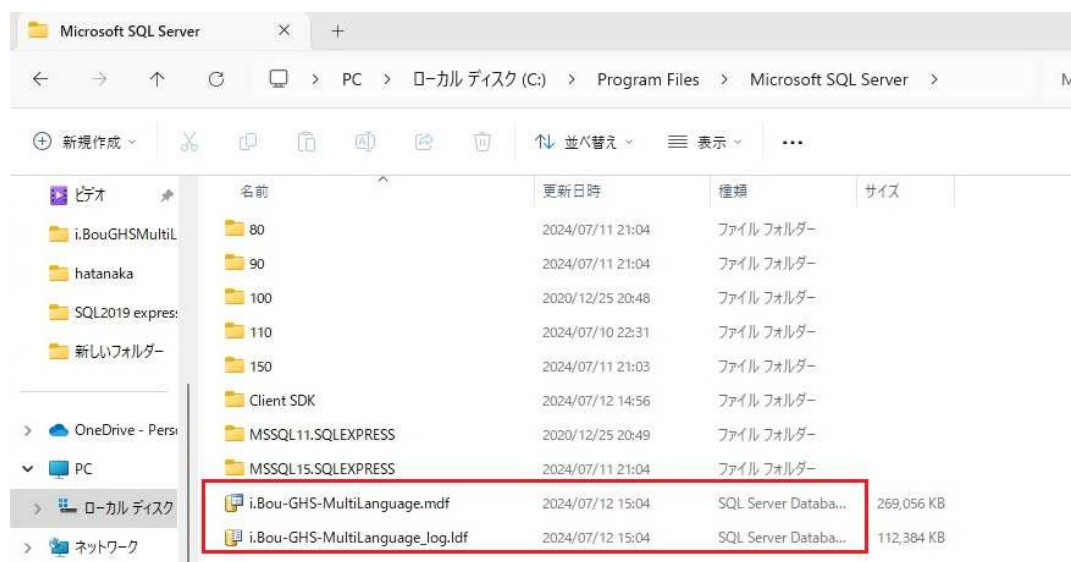 Microsoft SQL Server
PC > ローカル ディスク (C:) > Program Files > Microsoft SQL Server >
新規作成
並べ替え
表示
名前 更新日時 種類 サイズ
ビデオ
i.BouGHSMultiL
hatanaka
SQL2019 express
新しいフォルダー
OneDrive - Pers
PC
ローカル ディスク
ネットワーク
80 2024/07/11 21:04 ファイル フォルダー
90 2024/07/11 21:04 ファイル フォルダー
100 2020/12/25 20:48 ファイル フォルダー
110 2024/07/10 22:31 ファイル フォルダー
150 2024/07/11 21:03 ファイル フォルダー
Client SDK 2024/07/12 14:56 ファイル フォルダー
MSSQL11.SQLEXPRESS 2020/12/25 20:49 ファイル フォルダー
MSSQL15.SQLEXPRESS 2024/07/11 21:04 ファイル フォルダー
i.Bou-GHS-MultiLanguage.mdf 2024/07/12 15:04 SQL Server Databa... 269,056 KB
i.Bou-GHS-MultiLanguage_log.ldf 2024/07/12 15:04 SQL Server Databa... 112,384 KB